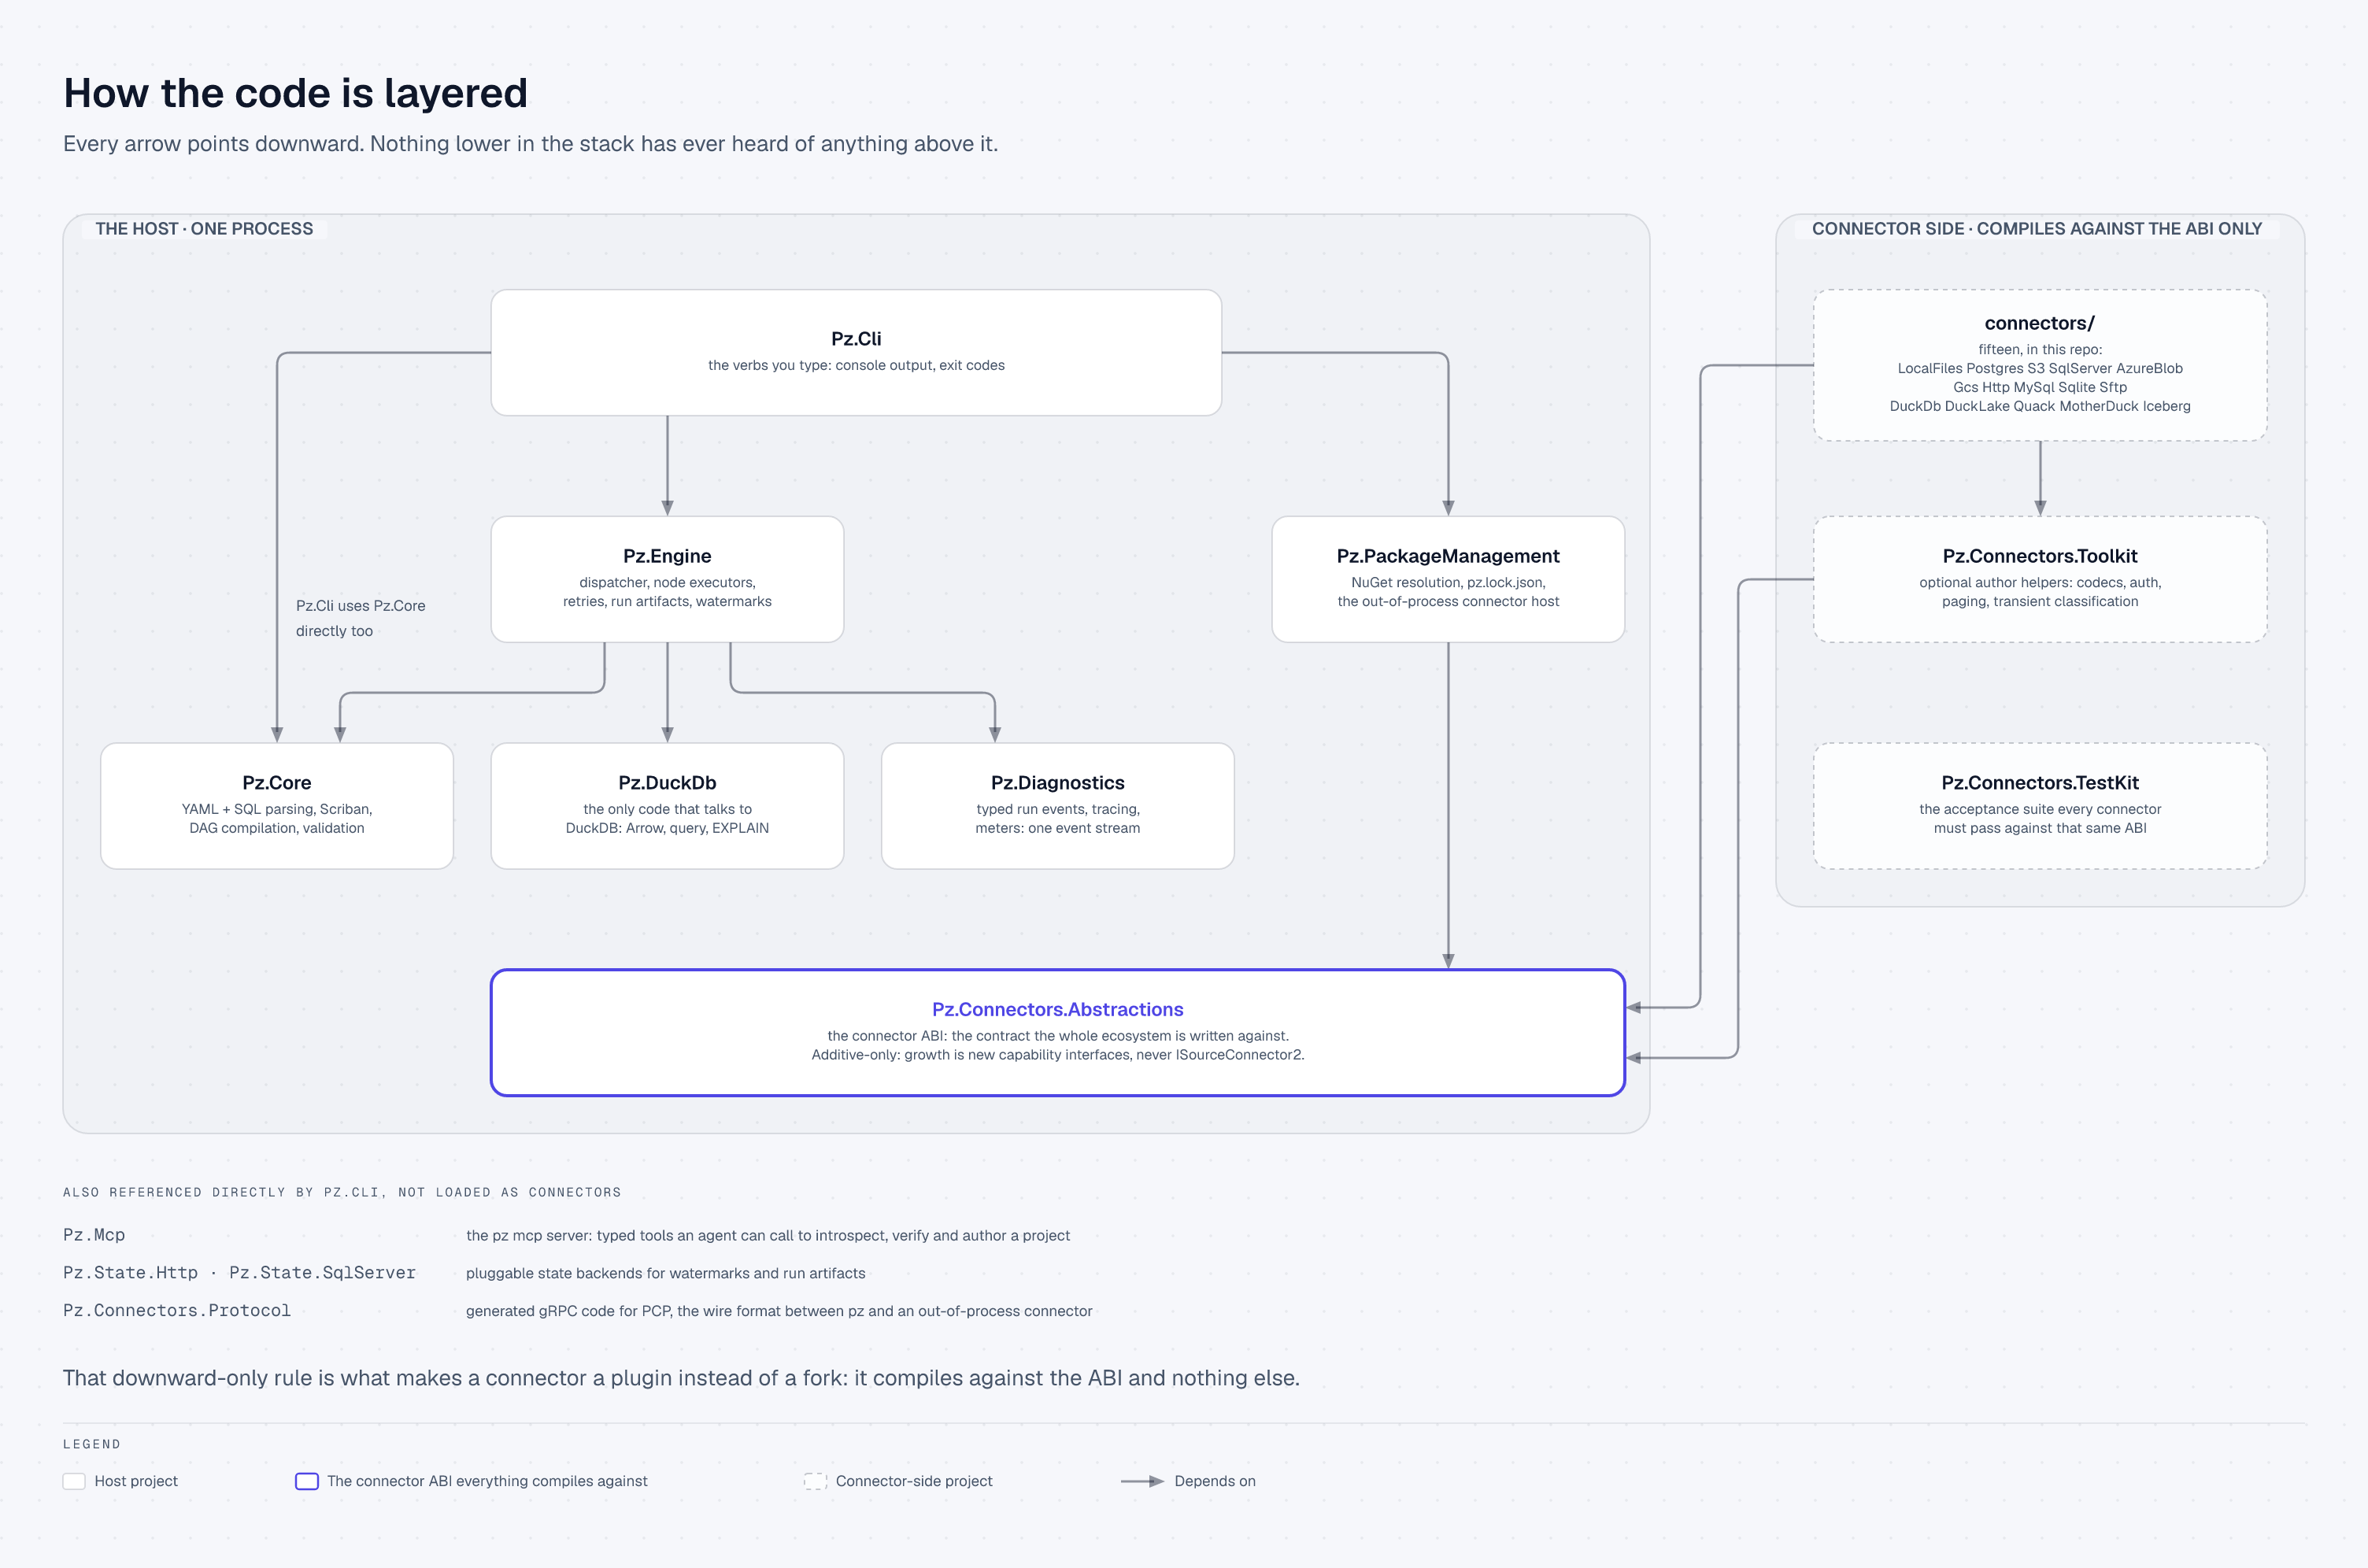 How the code is layered
Every arrow points downward. Nothing lower in the stack has ever heard of anything above it.
THE HOST · ONE PROCESS
Pz.Cli
the verbs you type: console output, exit codes
Pz.Engine
dispatcher, node executors,
retries, run artifacts, watermarks
Pz.PackageManagement
NuGet resolution, pz.lock.json,
the out-of-process connector host
Pz.Cli uses Pz.Core
directly too
Pz.Core
YAML + SQL parsing, Scriban,
DAG compilation, validation
Pz.DuckDb
the only code that talks to
DuckDB: Arrow, query, EXPLAIN
Pz.Diagnostics
typed run events, tracing,
meters: one event stream
Pz.Connectors.Abstractions
the connector ABI: the contract the whole ecosystem is written against.
Additive-only: growth is new capability interfaces, never ISourceConnector2.
CONNECTOR SIDE · COMPILES AGAINST THE ABI ONLY
connectors/
fifteen, in this repo:
LocalFiles Postgres S3 SqlServer AzureBlob
Gcs Http MySql Sqlite Sftp
DuckDb DuckLake Quack MotherDuck Iceberg
Pz.Connectors.Toolkit
optional author helpers: codecs, auth,
paging, transient classification
Pz.Connectors.TestKit
the acceptance suite every connector
must pass against that same ABI
ALSO REFERENCED DIRECTLY BY PZ.CLI, NOT LOADED AS CONNECTORS
Pz.Mcp the pz mcp server: typed tools an agent can call to introspect, verify and author a project
Pz.State.Http · Pz.State.SqlServer pluggable state backends for watermarks and run artifacts
Pz.Connectors.Protocol generated gRPC code for PCP, the wire format between pz and an out-of-process connector
That downward-only rule is what makes a connector a plugin instead of a fork: it compiles against the ABI and nothing else.
LEGEND
Host project
The connector ABI everything compiles against
Connector-side project
Depends on